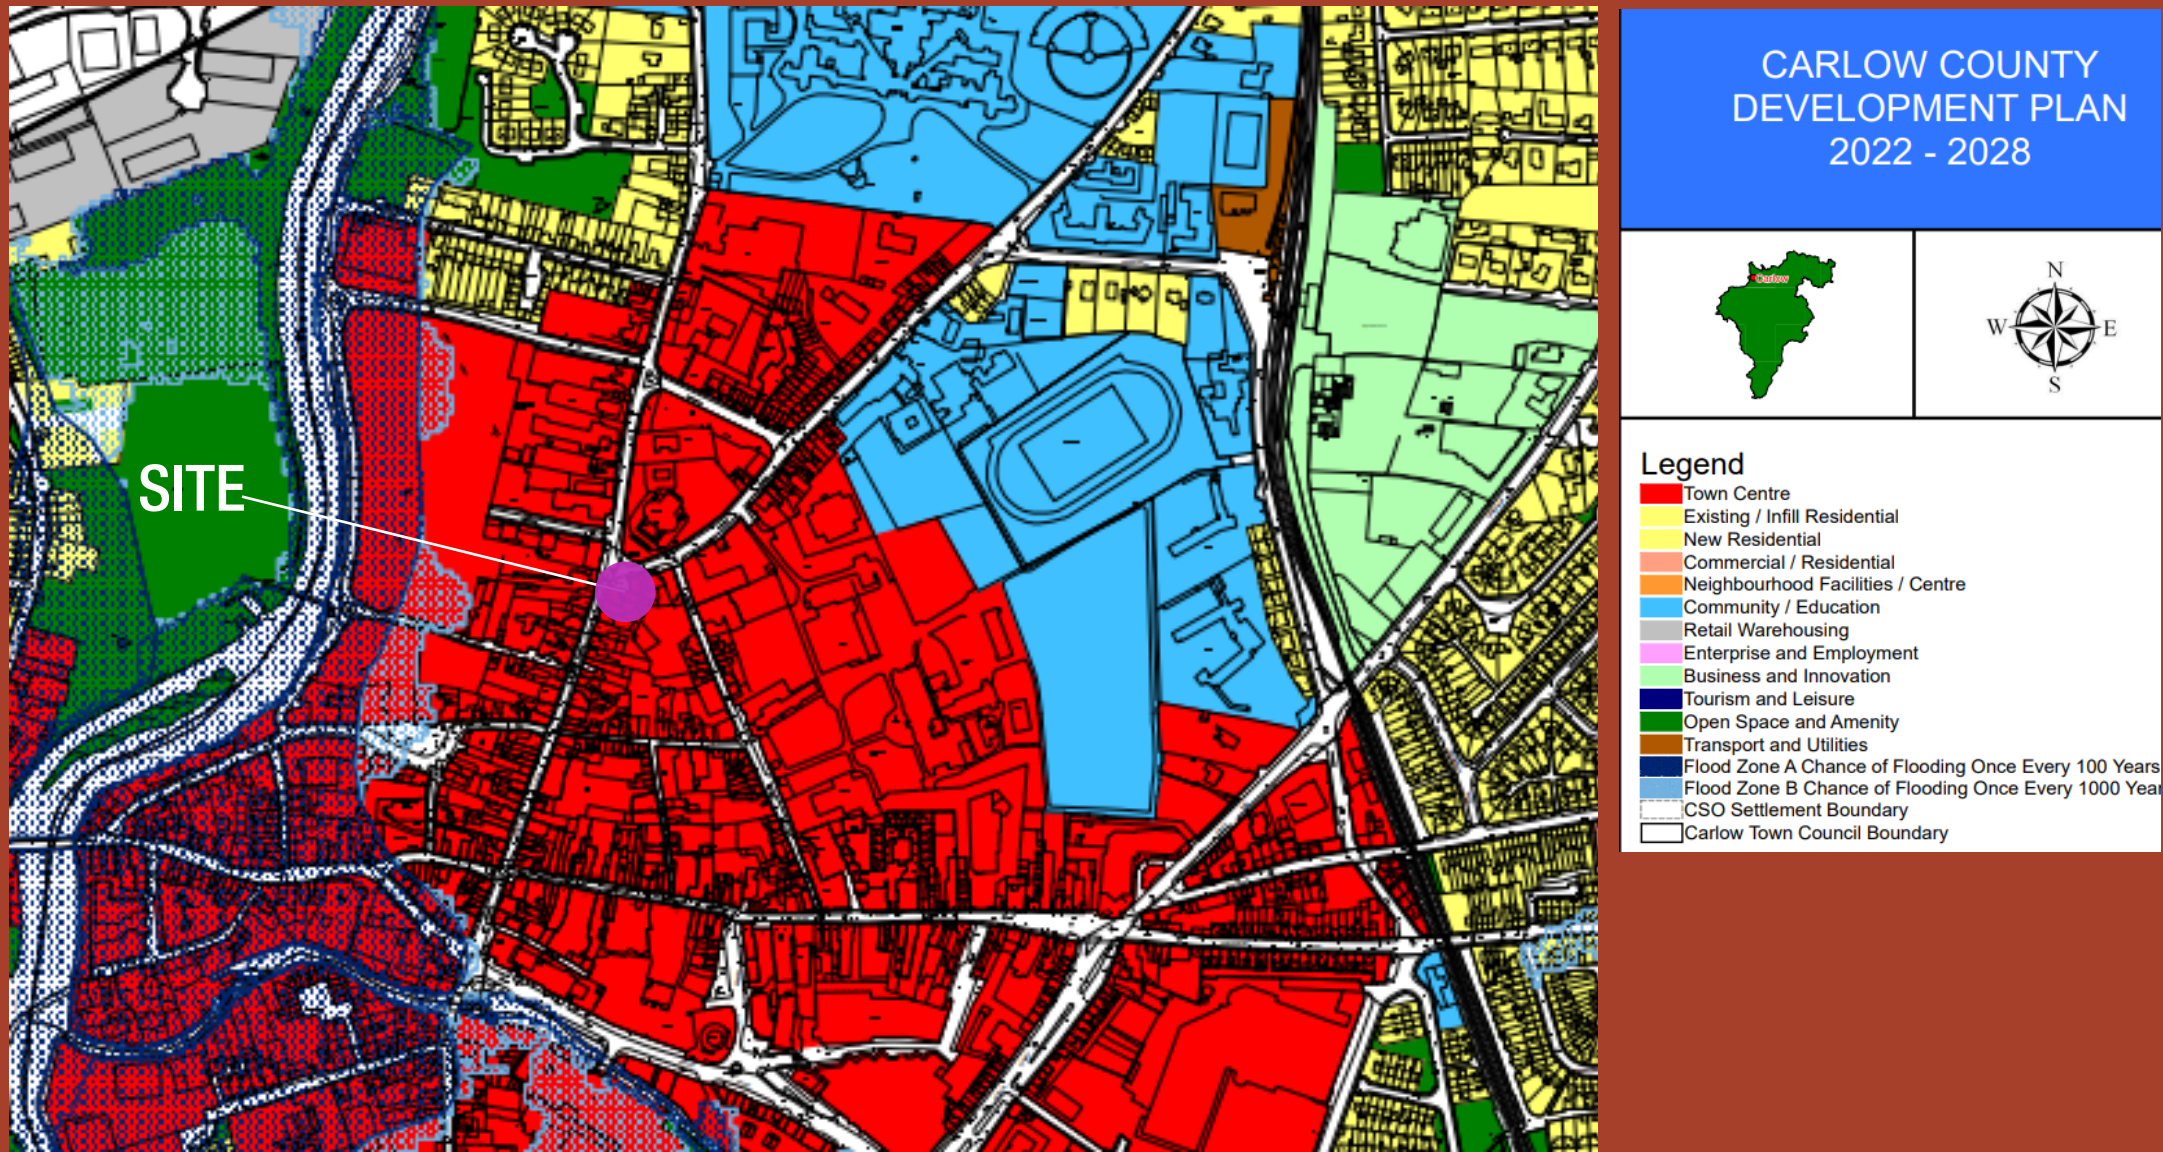 SITE
CARLOW COUNTY
DEVELOPMENT PLAN
2022 - 2028
Carlow
N
W
E
S
Legend
Town Centre
Existing / Infill Residential
New Residential
Commercial / Residential
Neighbourhood Facilities / Centre
Community / Education
Retail Warehousing
Enterprise and Employment
Business and Innovation
Tourism and Leisure
Open Space and Amenity
Transport and Utilities
Flood Zone A Chance of Flooding Once Every 100 Years
Flood Zone B Chance of Flooding Once Every 1000 Year
CSO Settlement Boundary
Carlow Town Council Boundary